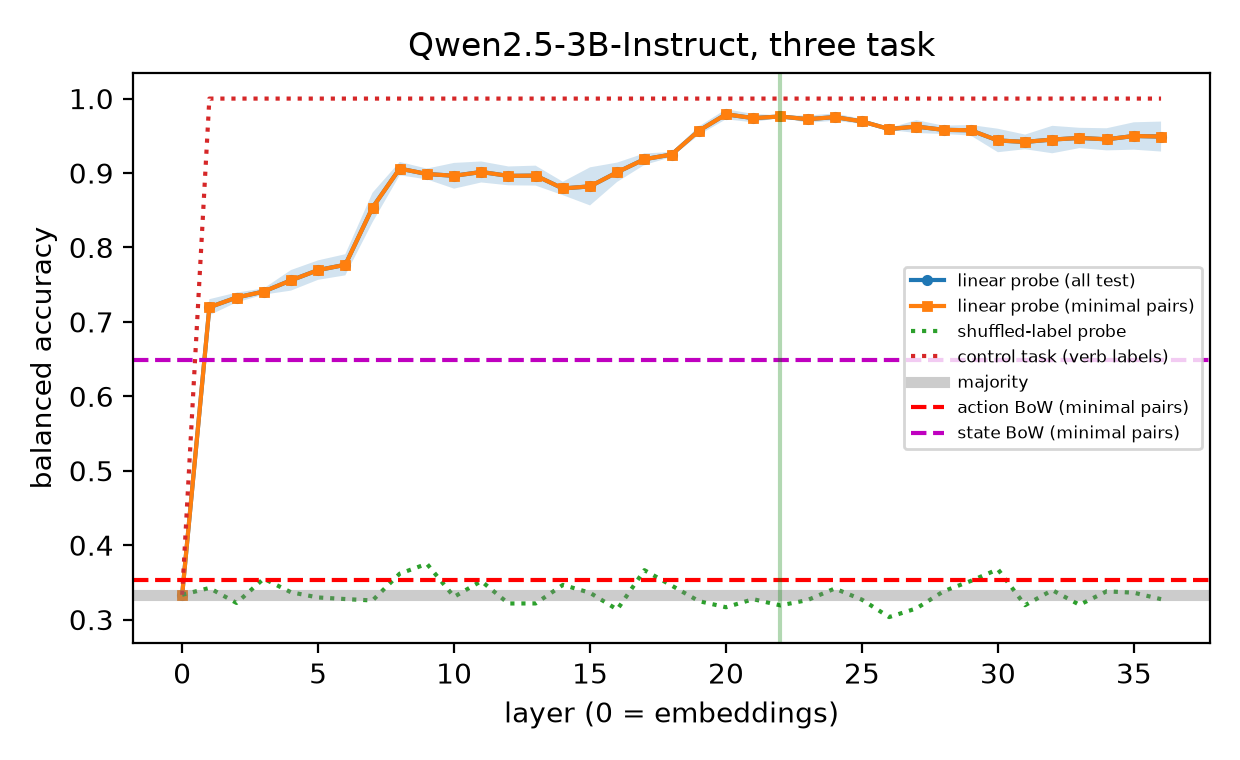 Qwen2.5-3B-Instruct, three task
balanced accuracy
1.0
0.9
0.8
0.7
0.6
0.5
0.4
0.3
linear probe (all test)
linear probe (minimal pairs)
shuffled-label probe
control task (verb labels)
majority
action BoW (minimal pairs)
state BoW (minimal pairs)
0 5 10 15 20 25 30 35
layer (0 = embeddings)